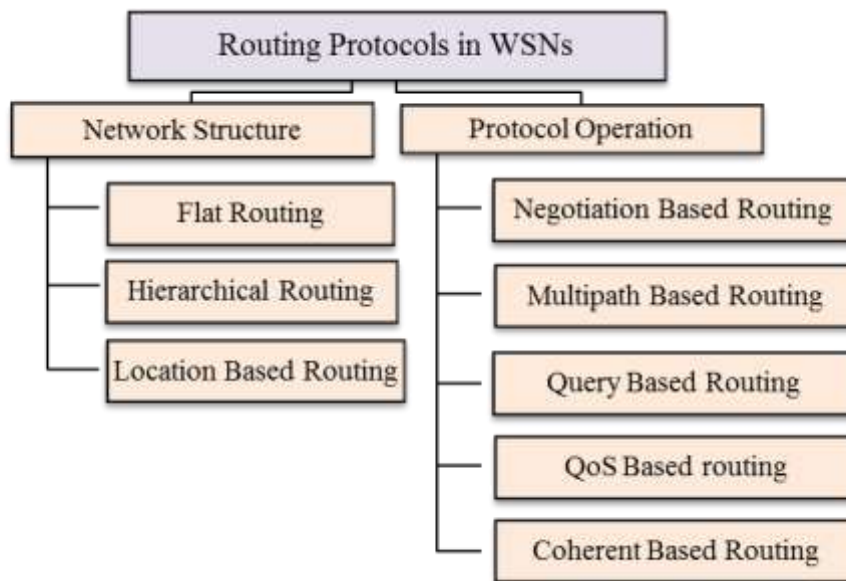 Routing Protocols in WSNs
Network Structure
Flat Routing
Hierarchical Routing
Location Based Routing
Protocol Operation
Negotiation Based Routing
Multipath Based Routing
Query Based Routing
QoS Based routing
Coherent Based Routing